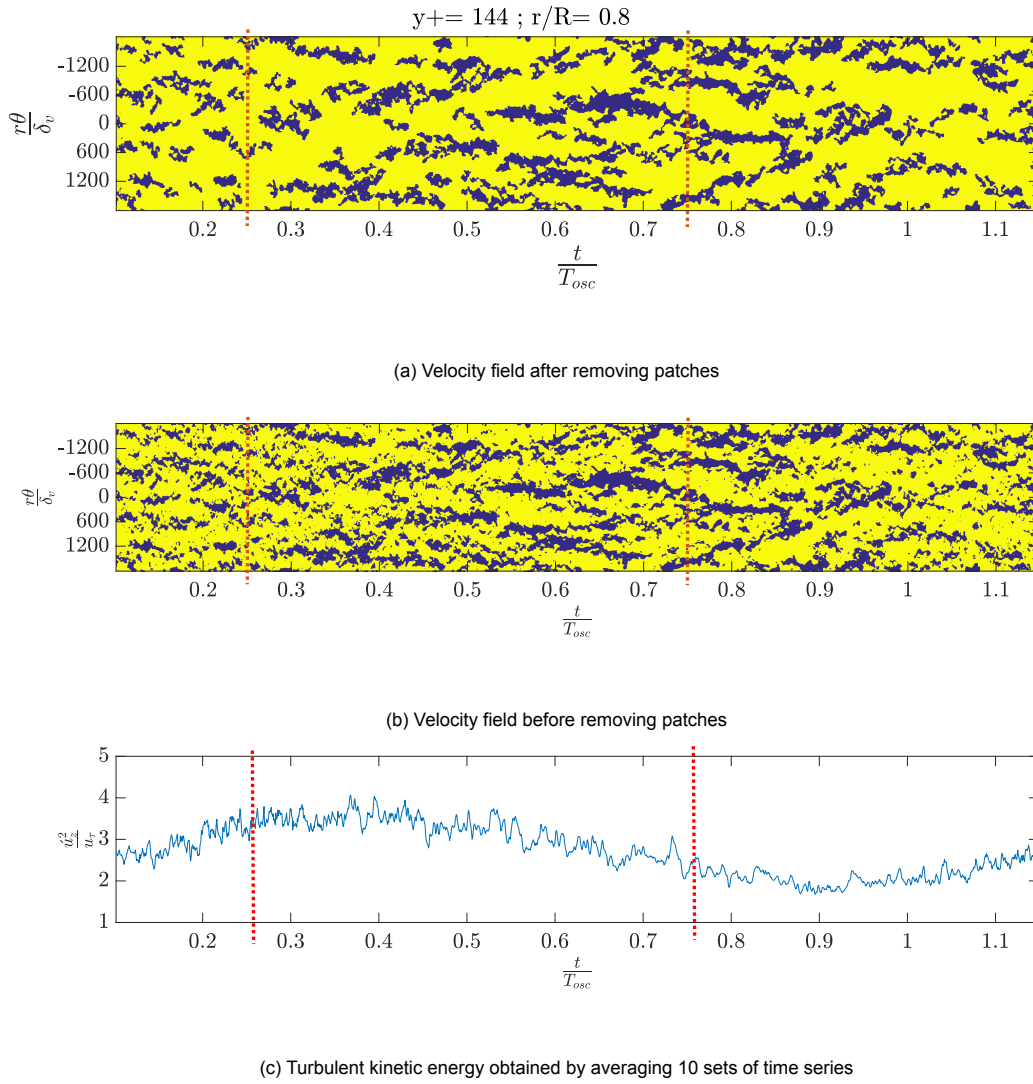 y+= 144 ; r/R= 0.8
-1200
-600
0
600
1200
rθ
δv
0.2 0.3 0.4 0.5 0.6 0.7 0.8 0.9 1 1.1
t
Tosc
(a) Velocity field after removing patches
-1200
-600
0
600
1200
rθ
δv
0.2 0.3 0.4 0.5 0.6 0.7 0.8 0.9 1 1.1
t
Tosc
(b) Velocity field before removing patches
5
4
3
2
1
úz2
uτ
0.2 0.3 0.4 0.5 0.6 0.7 0.8 0.9 1 1.1
t
Tosc
(c) Turbulent kinetic energy obtained by averaging 10 sets of time series